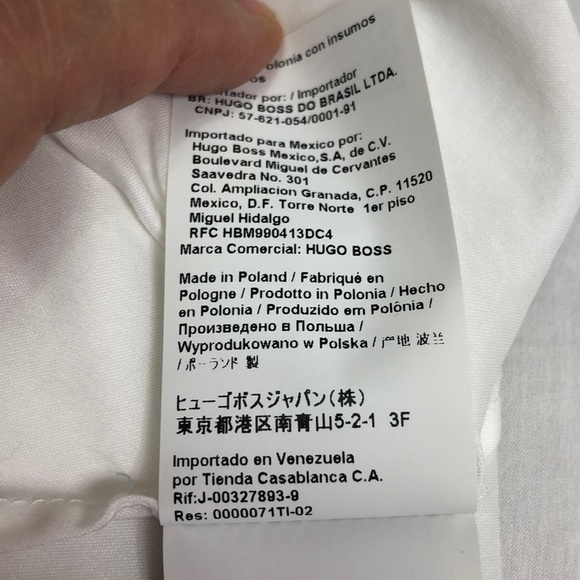 olonia con insumos
os
tador por: / Importador
BR: HUGO BOSS DO BRASIL LTDA.
CNPJ: 57-621-054/0001-91
Importado para Mexico por:
Hugo Boss Mexico,S.A, de C.V.
Boulevard Miguel de Cervantes
Saavedra No. 301
Col. Ampliacion Granada, C.P. 11520
Mexico, D.F. Torre Norte 1er piso
Miguel Hidalgo
RFC HBM990413DC4
Marca Comercial: HUGO BOSS
Made in Poland / Fabriqué en
Pologne / Prodotto in Polonia / Hecho
en Polonia / Produzido em Polônia /
Произведено в Польша /
Wyprodukowano w Polska / 产地 波兰
/ ポーランド 製
ヒューゴボスジャパン(株)
東京都港区南青山5-2-1 3F
Importado en Venezuela
por Tienda Casablanca C.A.
Rif:J-00327893-9
Res: 0000071TI-02